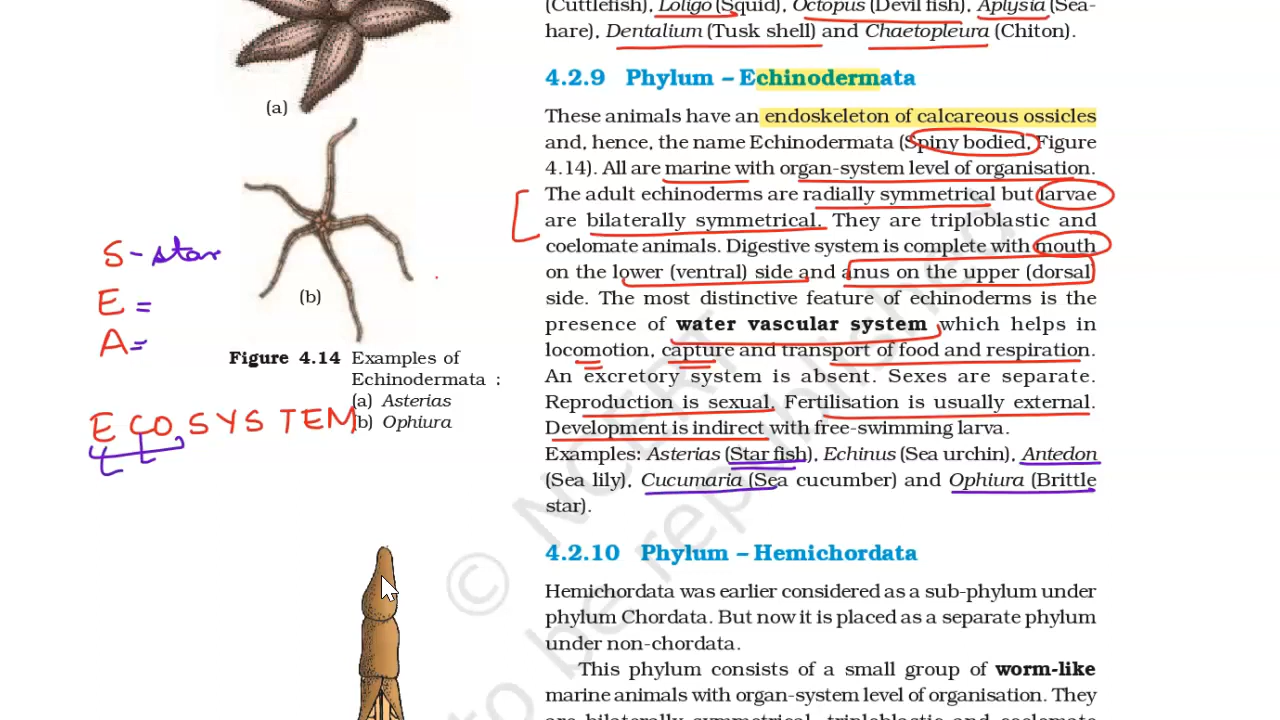 (Cuttlefish), Loligo (Squid), Octopus (Devil fish), Aplysia (Sea-
hare), Dentalium (Tusk shell) and Chaetopleura (Chiton).
(a)
4.2.9 Phylum – Echinodermata
These animals have an endoskeleton of calcareous ossicles
and, hence, the name Echinodermata (Spiny bodied, Figure
4.14). All are marine with organ-system level of organisation.
The adult echinoderms are radially symmetrical but larvae
are bilaterally symmetrical. They are triploblastic and
coelomate animals. Digestive system is complete with mouth
on the lower (ventral) side and anus on the upper (dorsal)
side. The most distinctive feature of echinoderms is the
presence of water vascular system which helps in
locomotion, capture and transport of food and respiration.
An excretory system is absent. Sexes are separate.
Reproduction is sexual. Fertilisation is usually external.
Development is indirect with free-swimming larva.
Examples: Asterias (Star fish), Echinus (Sea urchin), Antedon
(Sea lily), Cucumaria (Sea cucumber) and Ophiura (Brittle
star).
S - star
E =
A =
(b)
Figure 4.14 Examples of
Echinodermata :
(a) Asterias
(b) Ophiura
ECOSYSTEM
4.2.10 Phylum – Hemichordata
Hemichordata was earlier considered as a sub-phylum under
phylum Chordata. But now it is placed as a separate phylum
under non-chordata.
This phylum consists of a small group of worm-like
marine animals with organ-system level of organisation. They
are bilaterally symmetrical, triploblastic and coelomate
© NCERT
to be republished